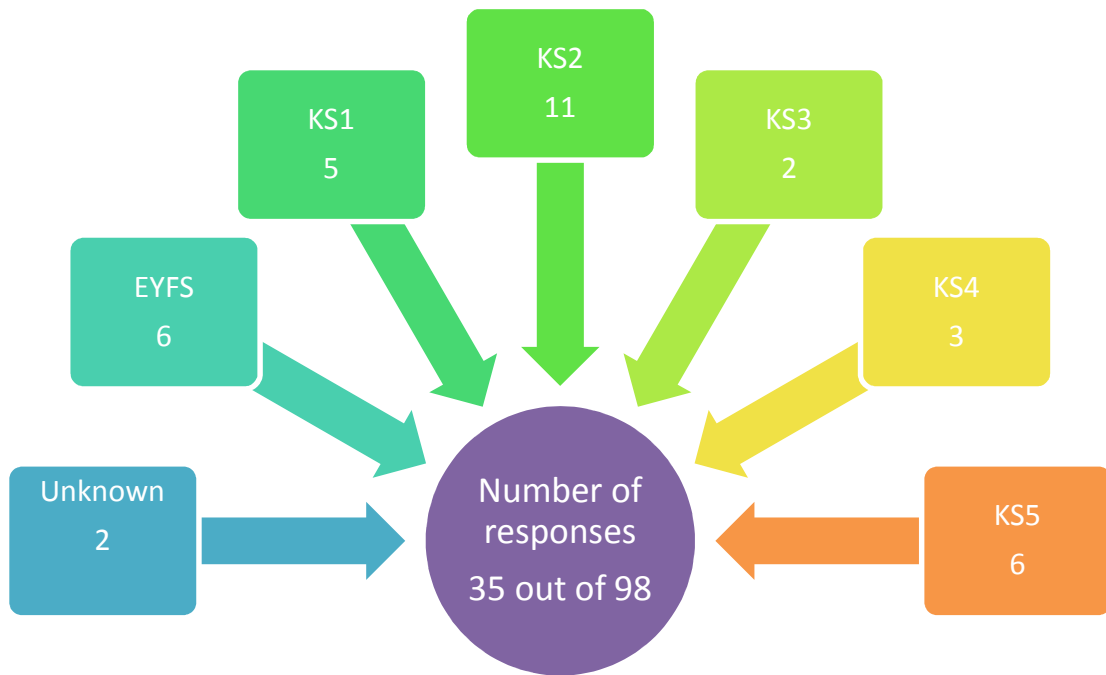 Unknown
2
EYFS
6
KS1
5
KS2
11
KS3
2
KS4
3
KS5
6
Number of
responses
35 out of 98